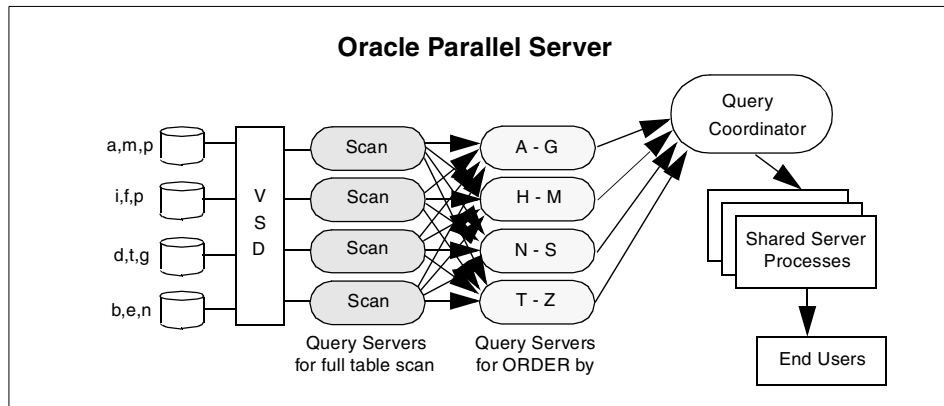 Oracle Parallel Server
a,m,p
i,f,p
d,t,g
b,e,n
V
S
D
Scan
Scan
Scan
Scan
Query Servers
for full table scan
A - G
H - M
N - S
T - Z
Query Servers
for ORDER by
Query
Coordinator
Shared Server
Processes
End Users